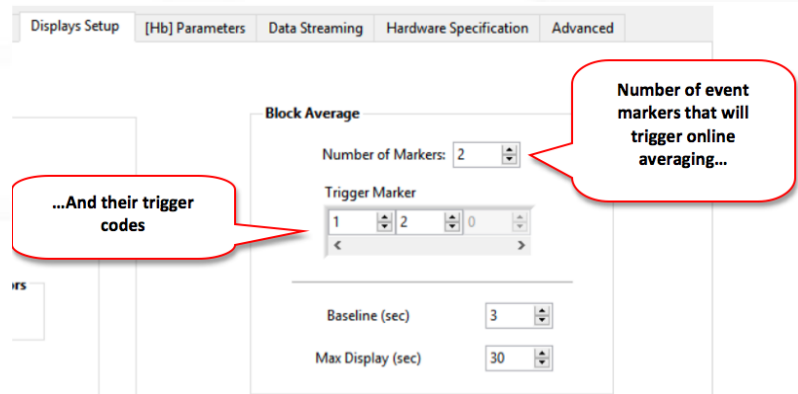 Displays Setup [Hb] Parameters Data Streaming Hardware Specification Advanced
Number of event
markers that will
trigger online
averaging...
Block Average
Number of Markers: 2
...And their trigger
codes
Trigger Marker
1 2 0
Baseline (sec) 3
Max Display (sec) 30